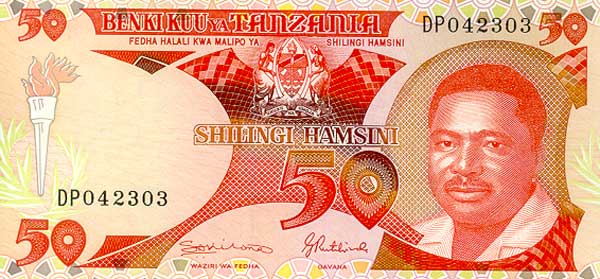 50 BENKI KUU YA TANZANIA DP042303 50
FEDHA HALALI KWA MALIPO YA SHILINGI HAMSINI
SHILINGI HAMSINI
DP042303
50
50 50
WAZIRI WA FEDHA GAVANA